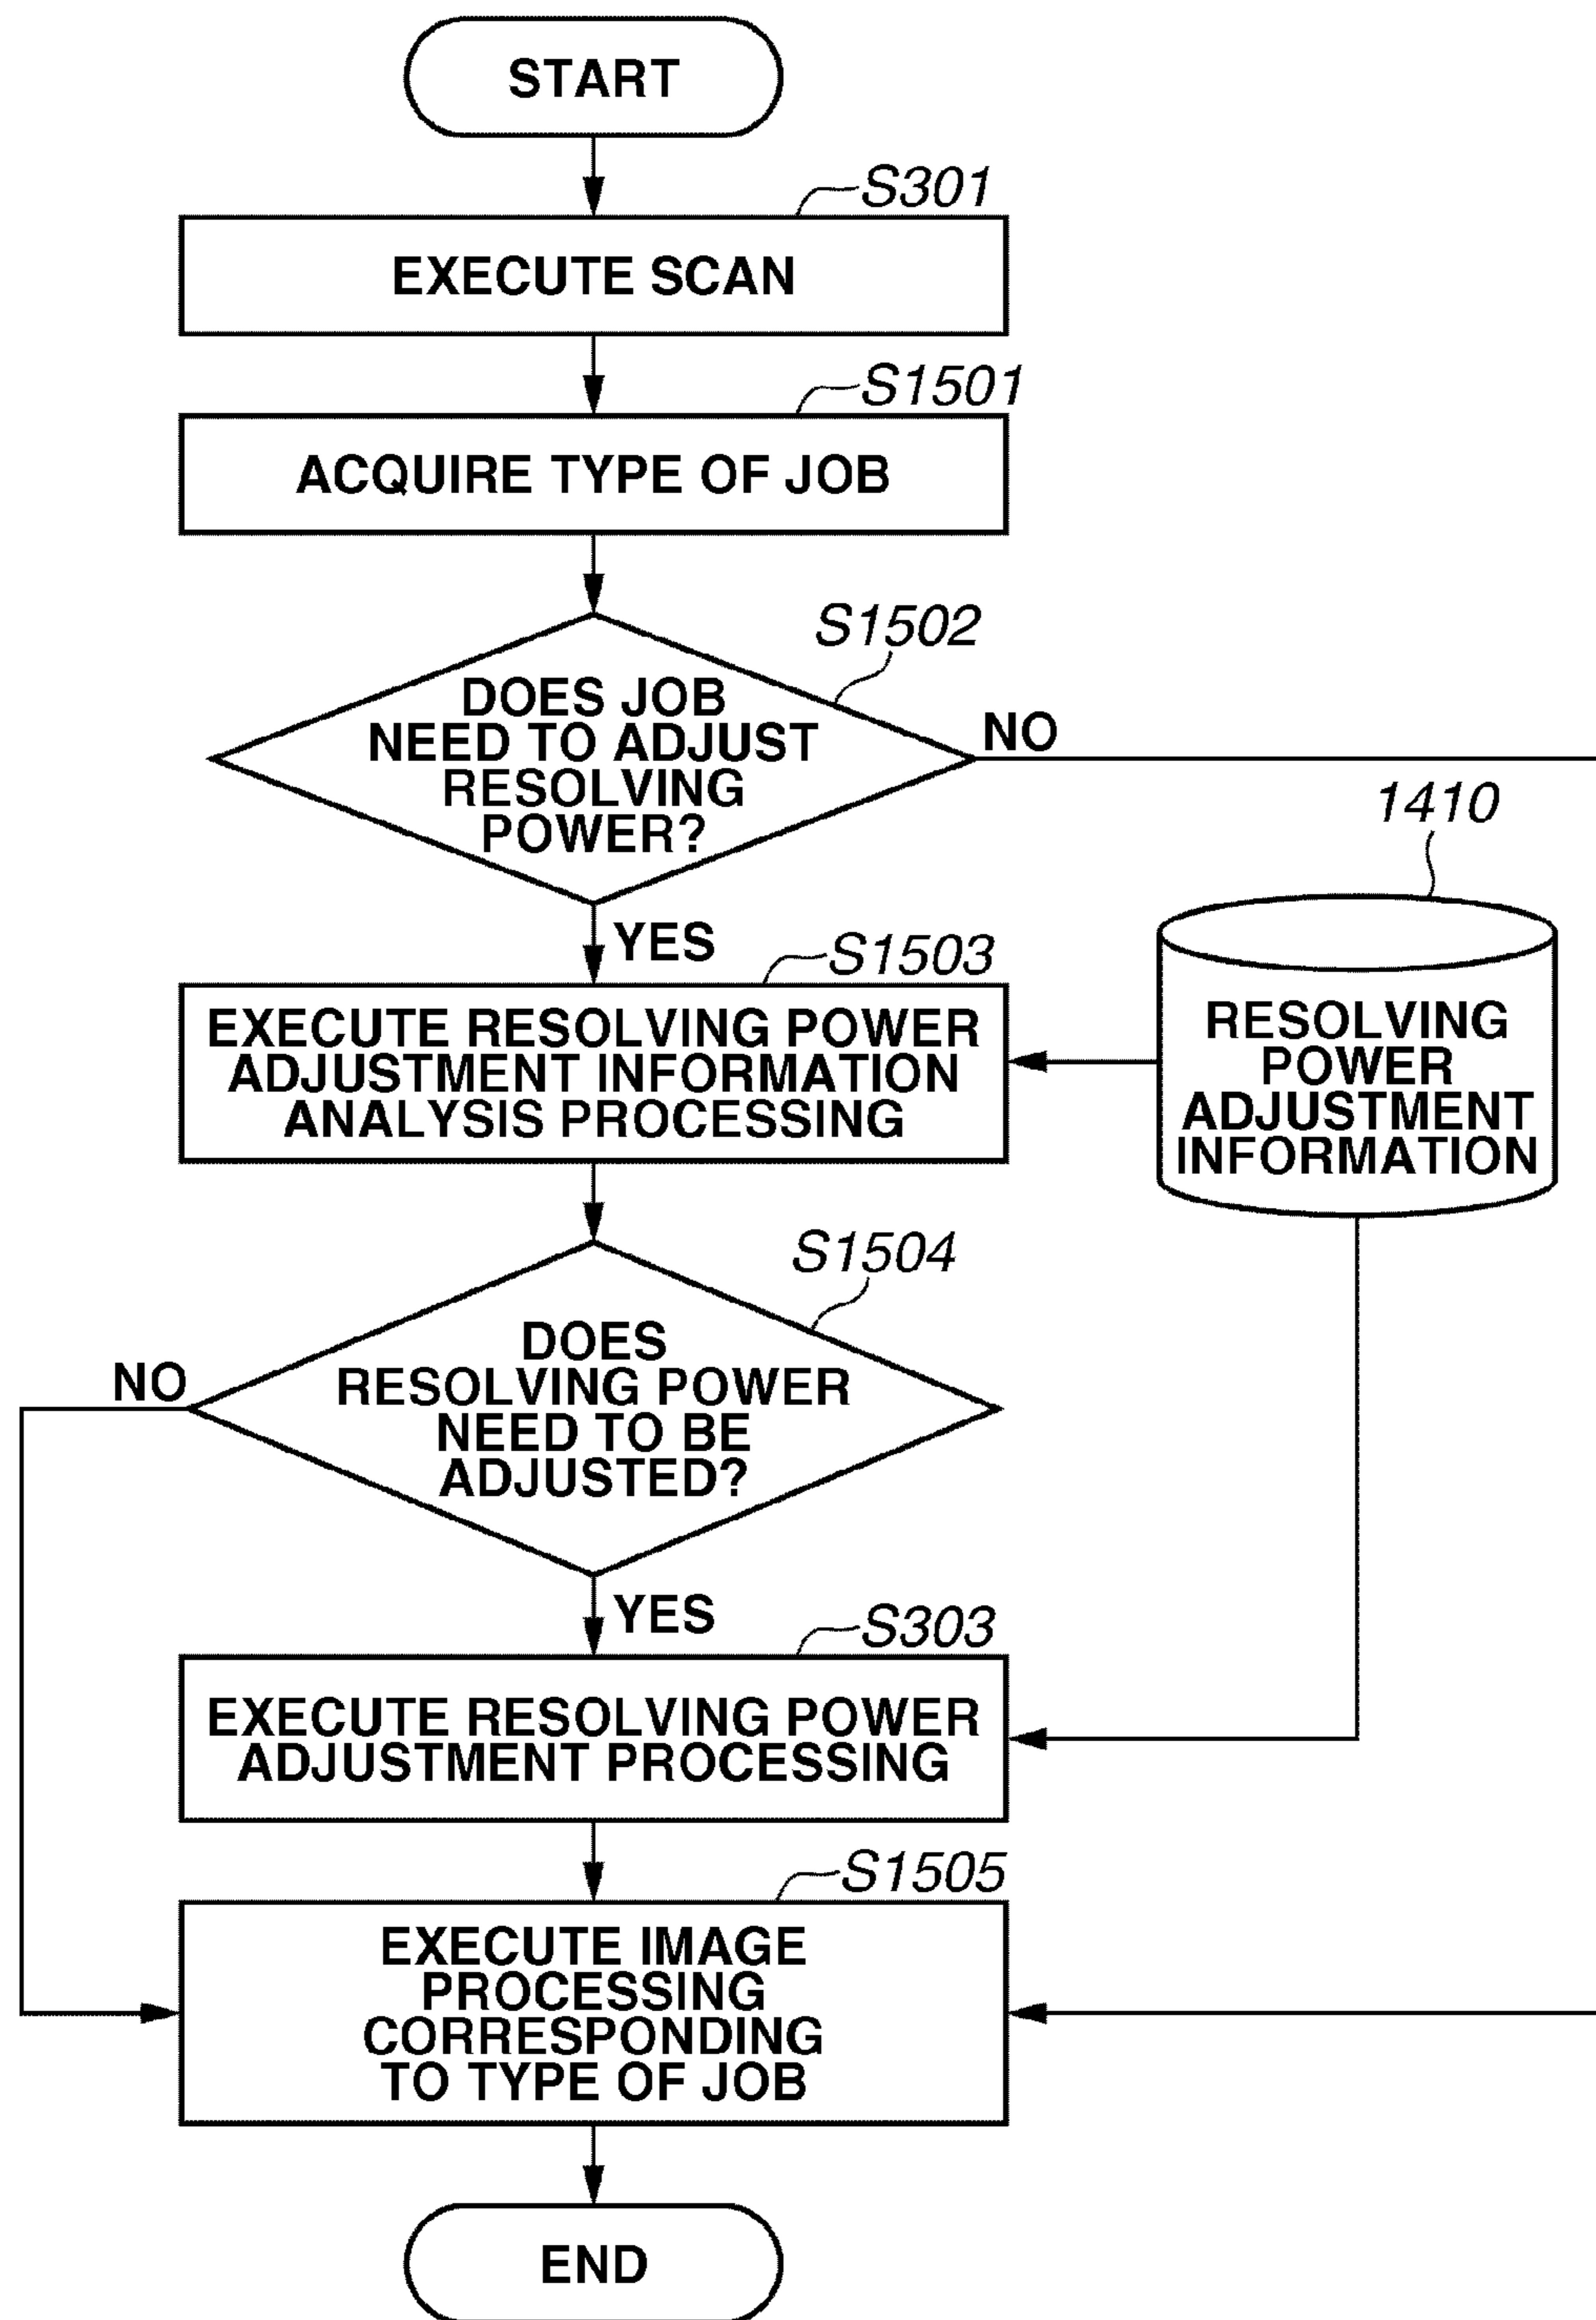 START
S301
EXECUTE SCAN
S1501
ACQUIRE TYPE OF JOB
S1502
DOES JOB
NEED TO ADJUST
RESOLVING
POWER?
NO
YES
1410
RESOLVING
POWER
ADJUSTMENT
INFORMATION
S1503
EXECUTE RESOLVING POWER
ADJUSTMENT INFORMATION
ANALYSIS PROCESSING
S1504
DOES
RESOLVING POWER
NEED TO BE
ADJUSTED?
NO
YES
S303
EXECUTE RESOLVING POWER
ADJUSTMENT PROCESSING
S1505
EXECUTE IMAGE
PROCESSING
CORRESPONDING
TO TYPE OF JOB
END